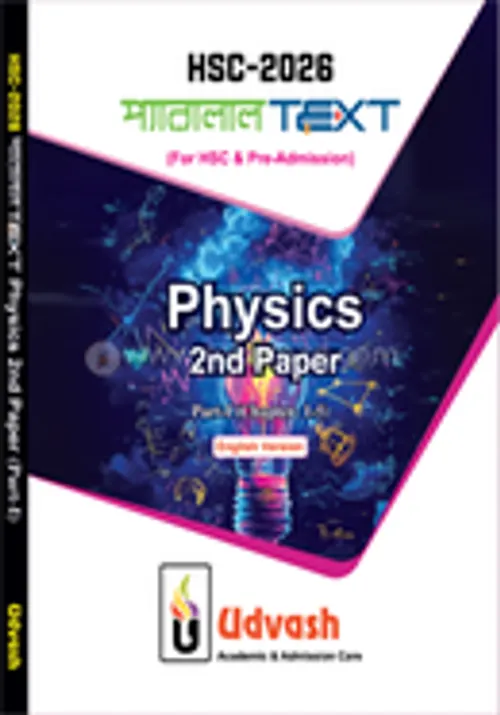 HSC-2026
প্যারালাল TEXT
(For HSC & Pre-Admission)
Physics
2nd Paper
English Version
Udvash
Academic & Admission Care
HSC-2026 প্যারালাল TEXT Physics 2nd Paper (Part-I)
Udvash